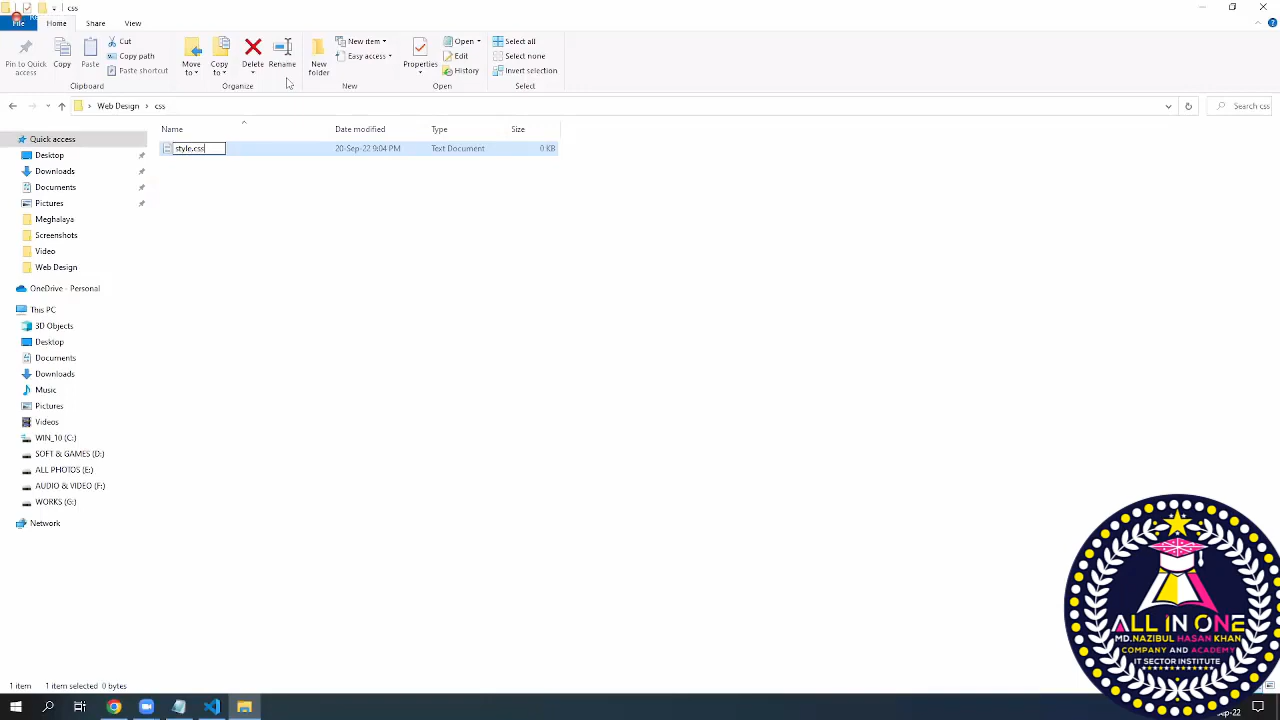 css
File
Home
Share
View
Pin to Quick access
Copy
Paste
Cut
Copy path
Paste shortcut
Clipboard
Move to
Copy to
Delete
Rename
Organize
New folder
New item
Easy access
New
Properties
Open
Edit
History
Open
Select all
Select none
Invert selection
Select
Web Design
css
Search css
Name
Date modified
Type
Size
style.css
20-Sep-22 9:04 PM
Text Document
0 KB
Quick access
Desktop
Downloads
Documents
Pictures
Meghalaya
Screenshots
Video
Web Design
OneDrive - Personal
This PC
3D Objects
Desktop
Documents
Downloads
Music
Pictures
Videos
WIN_10 (C:)
SOFT & GAMES (D:)
ALL PHOTOS (E:)
AUDIO & VIDEO (F:)
WORKS (G:)
Network
ALL IN ONE
MD.NAZIBUL HASAN KHAN
COMPANY AND ACADEMY
IT SECTOR INSTITUTE
1 item
1 item selected 0 bytes